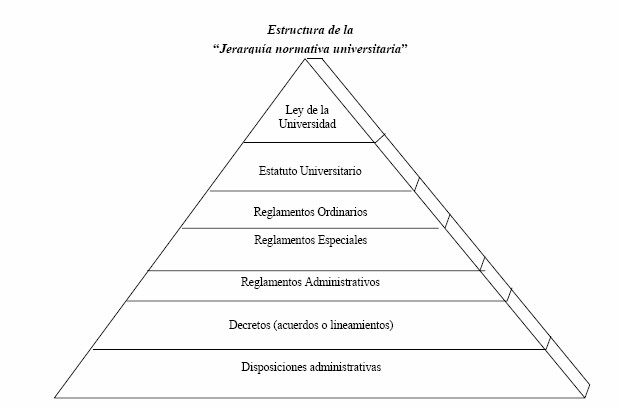 Estructura de la
“Jerarquía normativa universitaria”
Ley de la
Universidad
Estatuto Universitario
Reglamentos Ordinarios
Reglamentos Especiales
Reglamentos Administrativos
Decretos (acuerdos o lineamientos)
Disposiciones administrativas